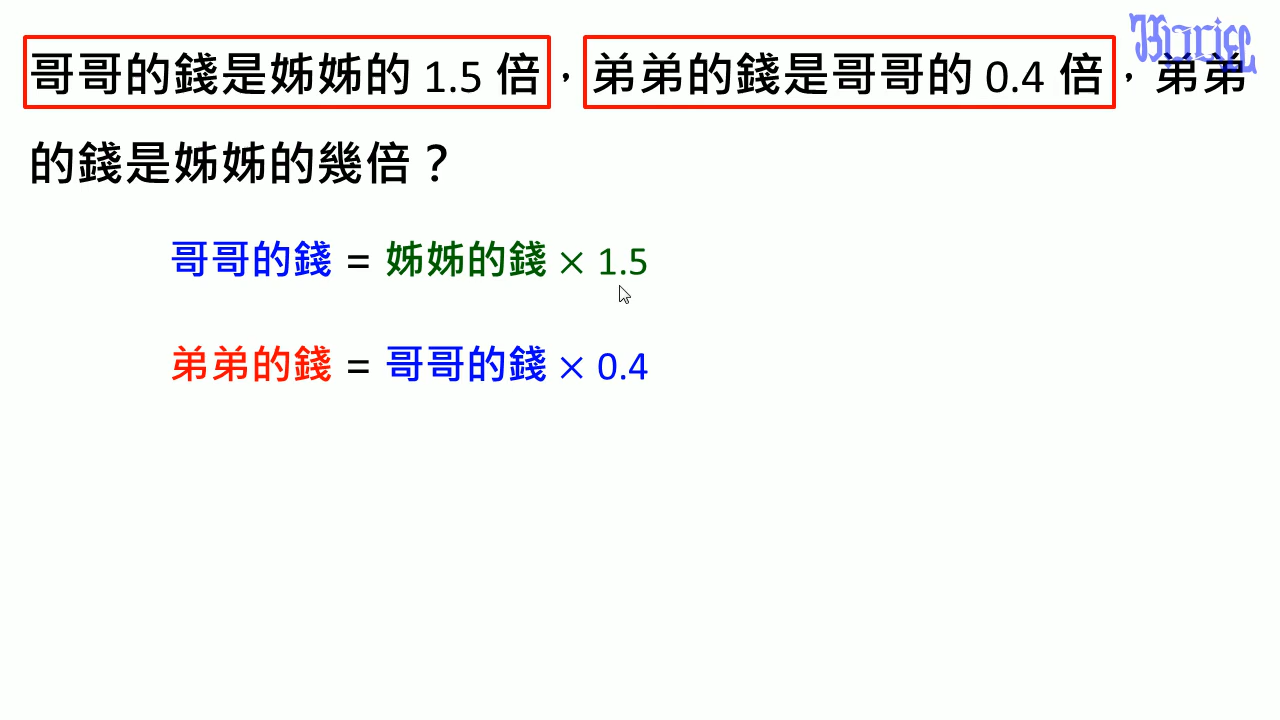 哥哥的錢是姊姊的 1.5 倍，弟弟的錢是哥哥的 0.4 倍，弟弟
的錢是姊姊的幾倍？
哥哥的錢 = 姊姊的錢 × 1.5
弟弟的錢 = 哥哥的錢 × 0.4